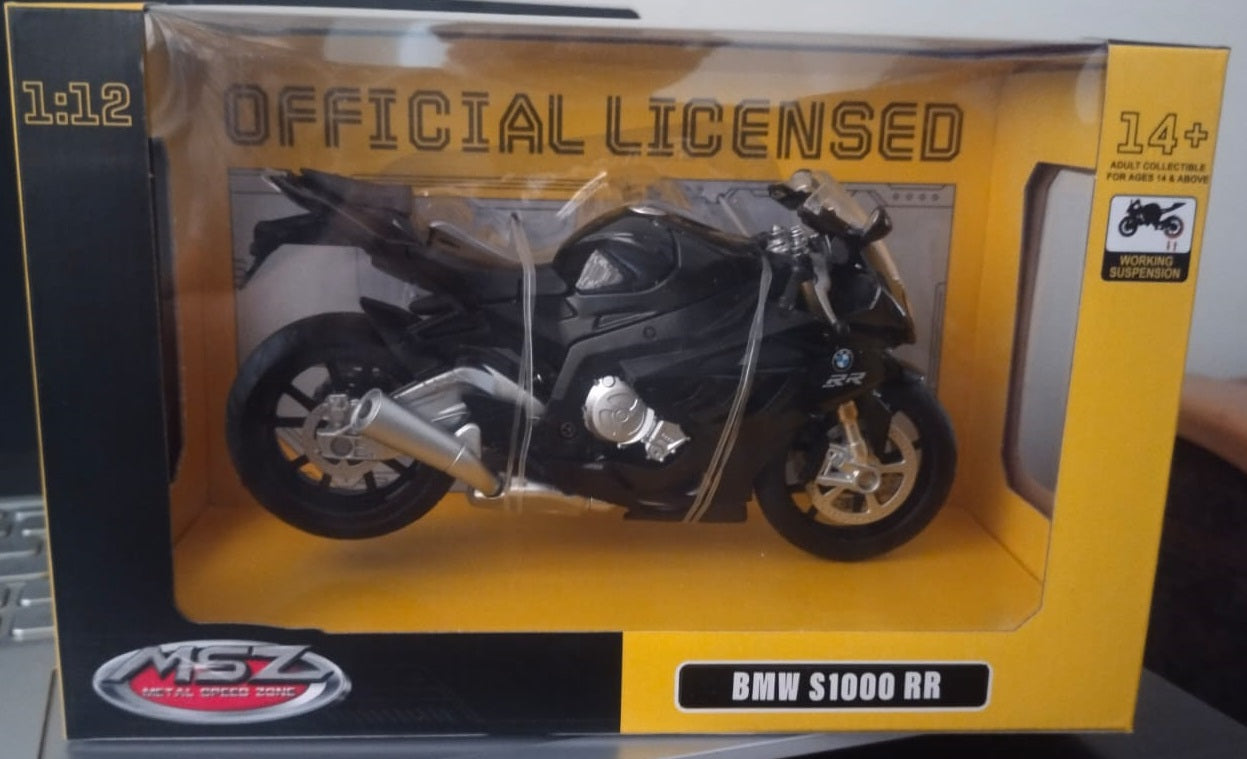 1:12
OFFICIAL LICENSED
14+
ADULT COLLECTIBLE
FOR AGES 14 & ABOVE
WORKING
SUSPENSION
BMW
RR
MSZ
METAL SPEED ZONE
BMW S1000 RR